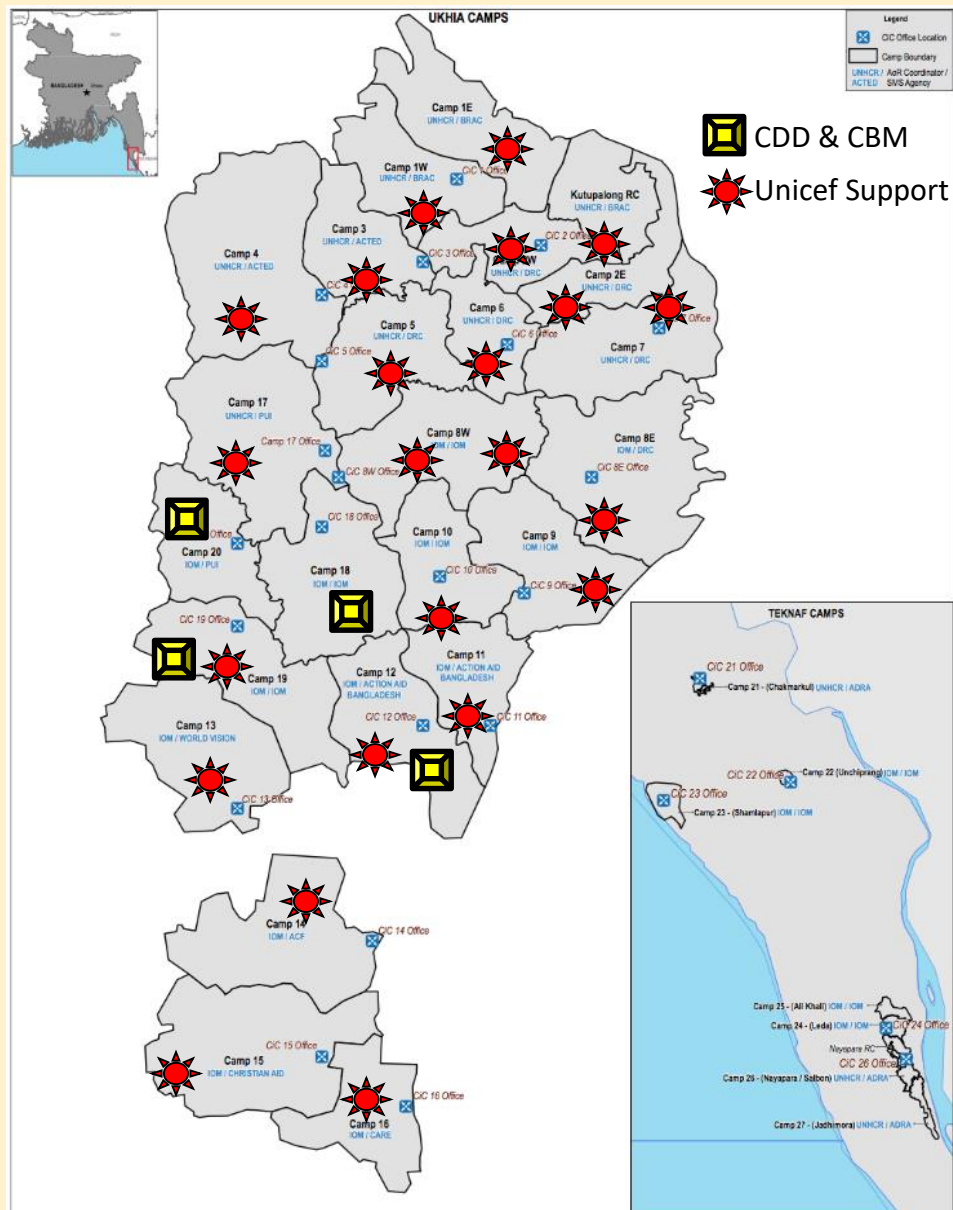 UKHIA CAMPS
Legend
CiC Office Location
Camp Boundary
UNHCR / AoR Coordinator /
ACTED SMS Agency
BANGLADESH
CDD & CBM
Unicef Support
Camp 1E
UNHCR / BRAC
Camp 1W
UNHCR / BRAC
Office
Kutupalong RC
UNHCR / BRAC
Camp 3
UNHCR / ACTED
CiC 3 Office
CiC 2 Office
UNHCR / DRC
Camp 4
UNHCR / ACTED
CiC 4
Camp 2E
UNHCR / DRC
Camp 6
UNHCR / DRC
CiC 6 Office
Camp 5
UNHCR / DRC
CiC 5 Office
Office
Camp 7
UNHCR / DRC
Camp 17
UNHCR / PUI
Camp 17 Office
Camp 8W
IOM / IOM
CiC 8W Office
Camp 8E
IOM / DRC
CiC 8E Office
Office
Camp 20
IOM / PUI
CiC 18 Office
Camp 18
IOM / IOM
Camp 10
IOM / IOM
CiC 10 Office
Camp 9
IOM / IOM
CiC 9 Office
CiC 19 Office
Camp 19
IOM / IOM
Camp 12
IOM / ACTION AID
BANGLADESH
CiC 12 Office
Camp 11
IOM / ACTION AID
BANGLADESH
CiC 11 Office
Camp 13
IOM / WORLD VISION
CiC 13 Office
Camp 14
IOM / ACF
CiC 14 Office
CiC 15 Office
Camp 15
IOM / CHRISTIAN AID
CiC 16 Office
Camp 16
IOM / CARE
TEKNAF CAMPS
CiC 21 Office
Camp 21 - (Chakmarkul) UNHCR / ADRA
CiC 22 Office
Camp 22 (Unchiprang) IOM / IOM
CiC 23 Office
Camp 23 - (Shamlapur) IOM / IOM
Camp 25 - (Ali Khali) IOM / IOM
Camp 24 - (Leda) IOM / IOM
CiC 24 Office
Nayapara RC
CiC 26 Office
Camp 26 - (Nayapara / Salbon) UNHCR / ADRA
Camp 27 - (Jadhimora) UNHCR / ADRA